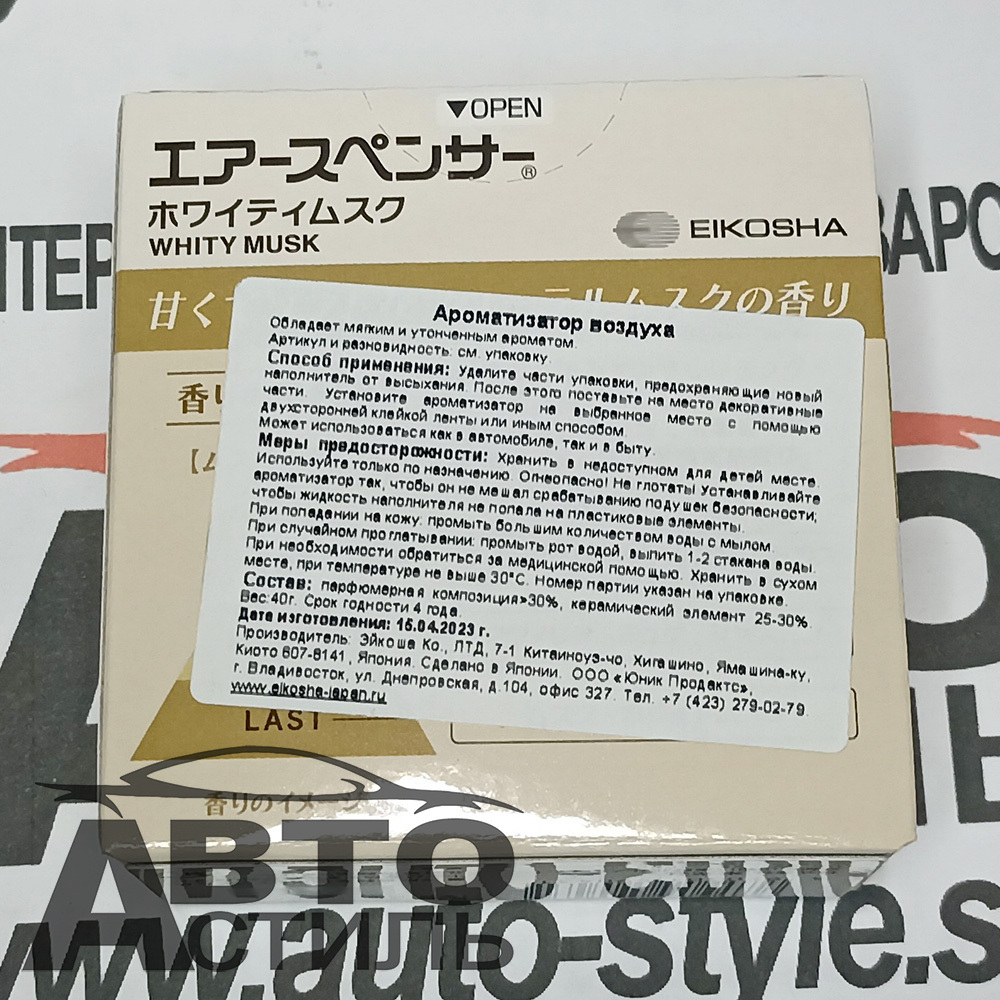 ▼OPEN
エアースペンサー®
ホワイティムスク
WHITY MUSK
EIKOSHA
甘く
ムスクの香り
香り
Ароматизатор воздуха
Обладает мягким и утонченным ароматом.
Артикул и разновидность: см. упаковку.
Способ применения: Удалите части упаковки, предохраняющие новый
наполнитель от высыхания. После этого поставьте на место декоративные
части. Установите ароматизатор на выбранное место с помощью
двухсторонней клейкой ленты или иным способом.
Может использоваться как в автомобиле, так и в быту.
Меры предосторожности: Хранить в недоступном для детей месте.
Используйте только по назначению. Огнеопасно! Не глотать! Устанавливайте
ароматизатор так, чтобы он не мешал срабатыванию подушек безопасности;
чтобы жидкость наполнителя не попала на пластиковые элементы.
При попадании на кожу: промыть большим количеством воды с мылом.
При случайном проглатывании: промыть рот водой, выпить 1-2 стакана воды.
При необходимости обратиться за медицинской помощью. Хранить в сухом
месте, при температуре не выше 30°С. Номер партии указан на упаковке.
Состав: парфюмерная композиция>30%, керамический элемент 25-30%.
Вес:40г. Срок годности 4 года.
Дата изготовления: 15.04.2023 г.
Производитель: Эйкоша Ко., ЛТД, 7-1 Китаиноуэ-чо, Хигашино, Ямашина-ку,
Киото 607-8141, Япония. Сделано в Японии. ООО «Юник Продактс»,
г. Владивосток, ул. Днепровская, д.104, офис 327. Тел. +7 (423) 279-02-79.
www.eikosha-japan.ru
LAST
香りのイメージ
АВТО
СТИЛЬ
www.auto-style.s